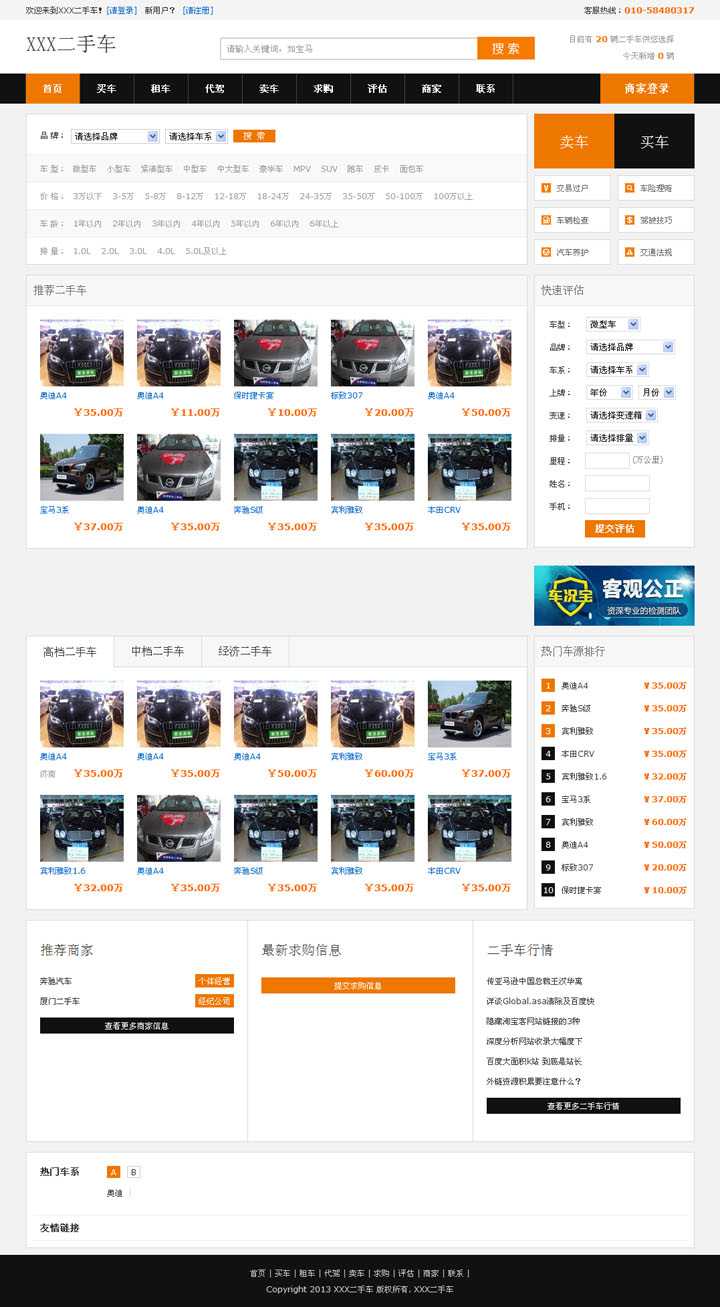 欢迎来到XXX二手车! [请登录] 新用户? [请注册] 客服热线：010-58480317
XXX二手车
请输入关键词，如宝马 搜 索
目前有 20 辆二手车供您选择
今天新增 0 辆
首页 买车 租车 代驾 卖车 求购 评估 商家 联系 商家登录
品 牌： 请选择品牌 请选择车系 搜 索
车 型： 微型车 小型车 紧凑型车 中型车 中大型车 豪华车 MPV SUV 跑车 皮卡 面包车
价 格： 3万以下 3-5万 5-8万 8-12万 12-18万 18-24万 24-35万 35-50万 50-100万 100万以上
车 龄： 1年以内 2年以内 3年以内 4年以内 5年以内 6年以内 6年以上
排 量： 1.0L 2.0L 3.0L 4.0L 5.0L及以上
卖车 买车
交易过户 车险理赔
车辆检查 驾驶技巧
汽车养护 交通法规
推荐二手车
奥迪A4 奥迪A4 保时捷卡宴 标致307 奥迪A4
￥35.00万 ￥11.00万 ￥10.00万 ￥20.00万 ￥50.00万
宝马3系 奥迪A4 奔驰S级 宾利雅致 本田CRV
￥37.00万 ￥35.00万 ￥35.00万 ￥35.00万 ￥35.00万
快速评估
车型： 微型车
品牌： 请选择品牌
车系： 请选择车系
上牌： 年份 月份
变速： 请选择变速箱
排量： 请选择排量
里程： (万公里)
姓名：
手机：
提交评估
车况宝 客观公正
资深专业的检测团队
高档二手车 中档二手车 经济二手车
奥迪A4 奥迪A4 奥迪A4 宾利雅致 宝马3系
济南 ￥35.00万 ￥35.00万 ￥50.00万 ￥60.00万 ￥37.00万
宾利雅致1.6 奥迪A4 奔驰S级 宾利雅致 本田CRV
￥32.00万 ￥35.00万 ￥35.00万 ￥35.00万 ￥35.00万
热门车源排行
1 奥迪A4 ￥35.00万
2 奔驰S级 ￥35.00万
3 宾利雅致 ￥35.00万
4 本田CRV ￥35.00万
5 宾利雅致1.6 ￥32.00万
6 宝马3系 ￥37.00万
7 宾利雅致 ￥60.00万
8 奥迪A4 ￥50.00万
9 标致307 ￥20.00万
10 保时捷卡宴 ￥10.00万
推荐商家
奔驰汽车 个体经营
厦门二手车 经纪公司
查看更多商家信息
最新求购信息
提交求购信息
二手车行情
传亚马逊中国总裁王汉华离
详谈Global.asa清除及百度快
隐藏淘宝客网站链接的3种
深度分析网站收录大幅度下
百度大面积k站 到底是站长
外链资源积累要注意什么?
查看更多二手车行情
热门车系 A B
奥迪 |
友情链接
首页 | 买车 | 租车 | 代驾 | 卖车 | 求购 | 评估 | 商家 | 联系 |
Copyright 2013 XXX二手车 版权所有. XXX二手车